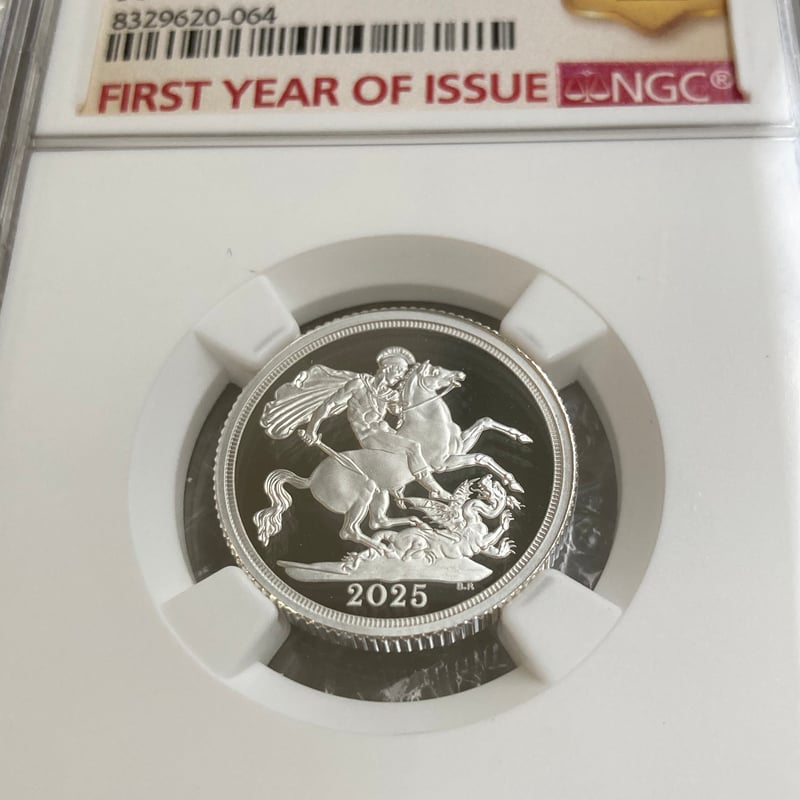 8329620-064
FIRST YEAR OF ISSUE NGC®
2025
B.P.